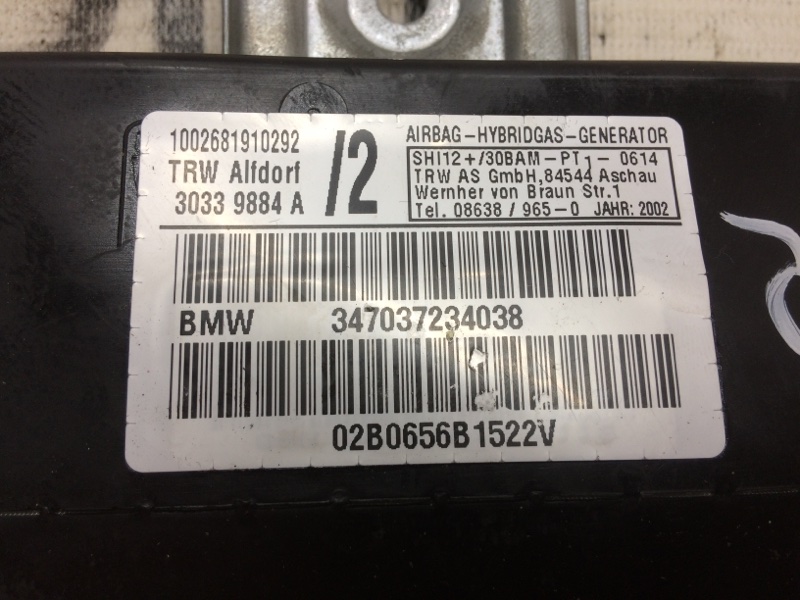 1002681910292
TRW Alfdorf
3033 9884 A
/2
AIRBAG-HYBRIDGAS-GENERATOR
SHI12+/30BAM-PT1-0614
TRW AS GmbH,84544 Aschau
Wernher von Braun Str.1
Tel. 08638 / 965-0 JAHR: 2002
BMW 347037234038
02B0656B1522V